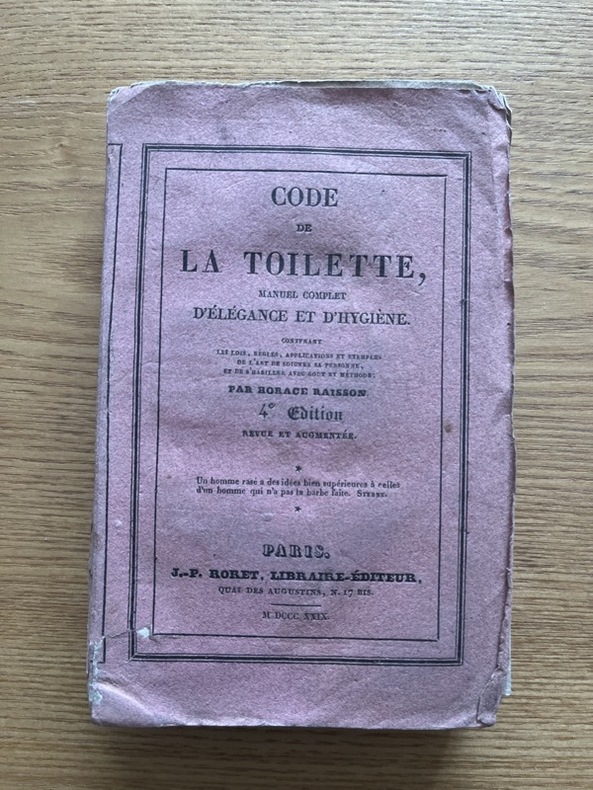 CODE
DE
LA TOILETTE,
MANUEL COMPLET
D'ÉLÉGANCE ET D'HYGIÈNE.
CONTENANT
LES LOIS, RÈGLES, APPLICATIONS ET EXEMPLES
DE L'ART DE SOIGNER SA PERSONNE,
ET DE S'HABILLER AVEC GOUT ET MÉTHODE;
PAR HORACE RAISSON.
4e Edition
REVUE ET AUGMENTÉE.
*
Un homme rasé a des idées bien supérieures à celles
d'un homme qui n'a pas la barbe faite. STERNE.
*
PARIS.
J.-P. RORET, LIBRAIRE-ÉDITEUR,
QUAI DES AUGUSTINS, N. 17 BIS.
M DCCC XXIX.